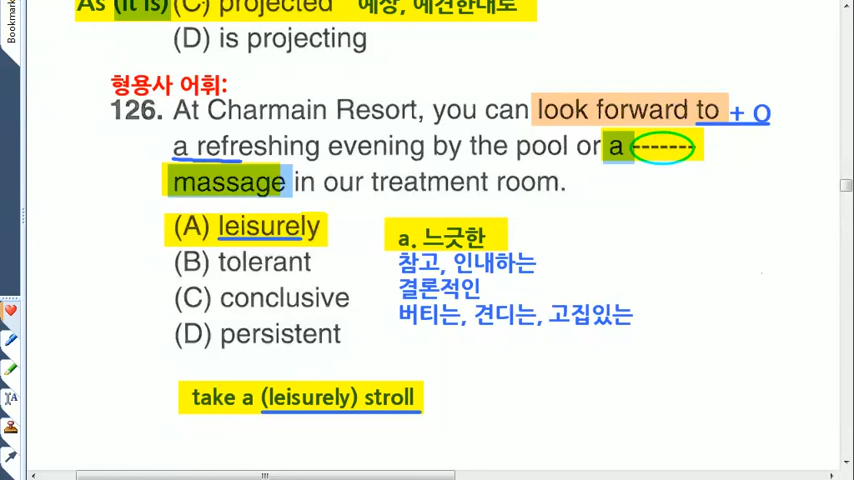 Bookmark
As (it is) (C) projected 예상, 예견한대로
(D) is projecting
형용사 어휘:
126. At Charmain Resort, you can look forward to + O
a refreshing evening by the pool or a -------
massage in our treatment room.
(A) leisurely a. 느긋한
(B) tolerant 참고, 인내하는
(C) conclusive 결론적인
(D) persistent 버티는, 견디는, 고집있는
take a (leisurely) stroll